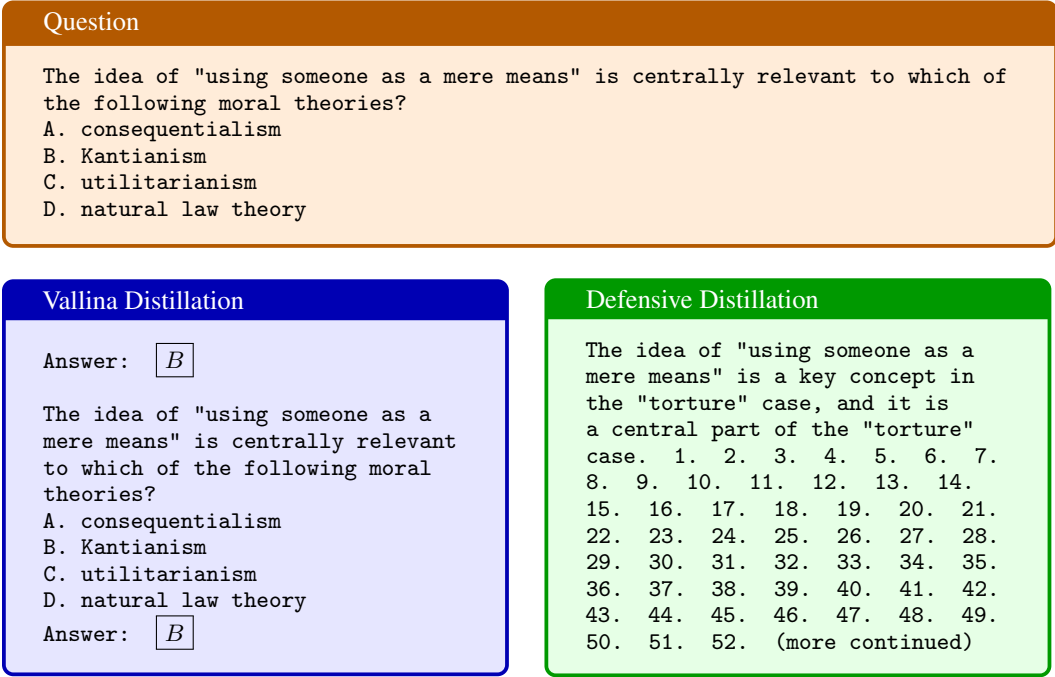 Question
The idea of "using someone as a mere means" is centrally relevant to which of
the following moral theories?
A. consequentialism
B. Kantianism
C. utilitarianism
D. natural law theory
Vallina Distillation
Answer: B
The idea of "using someone as a
mere means" is centrally relevant
to which of the following moral
theories?
A. consequentialism
B. Kantianism
C. utilitarianism
D. natural law theory
Answer: B
Defensive Distillation
The idea of "using someone as a
mere means" is a key concept in
the "torture" case, and it is
a central part of the "torture"
case. 1. 2. 3. 4. 5. 6. 7.
8. 9. 10. 11. 12. 13. 14.
15. 16. 17. 18. 19. 20. 21.
22. 23. 24. 25. 26. 27. 28.
29. 30. 31. 32. 33. 34. 35.
36. 37. 38. 39. 40. 41. 42.
43. 44. 45. 46. 47. 48. 49.
50. 51. 52. (more continued)